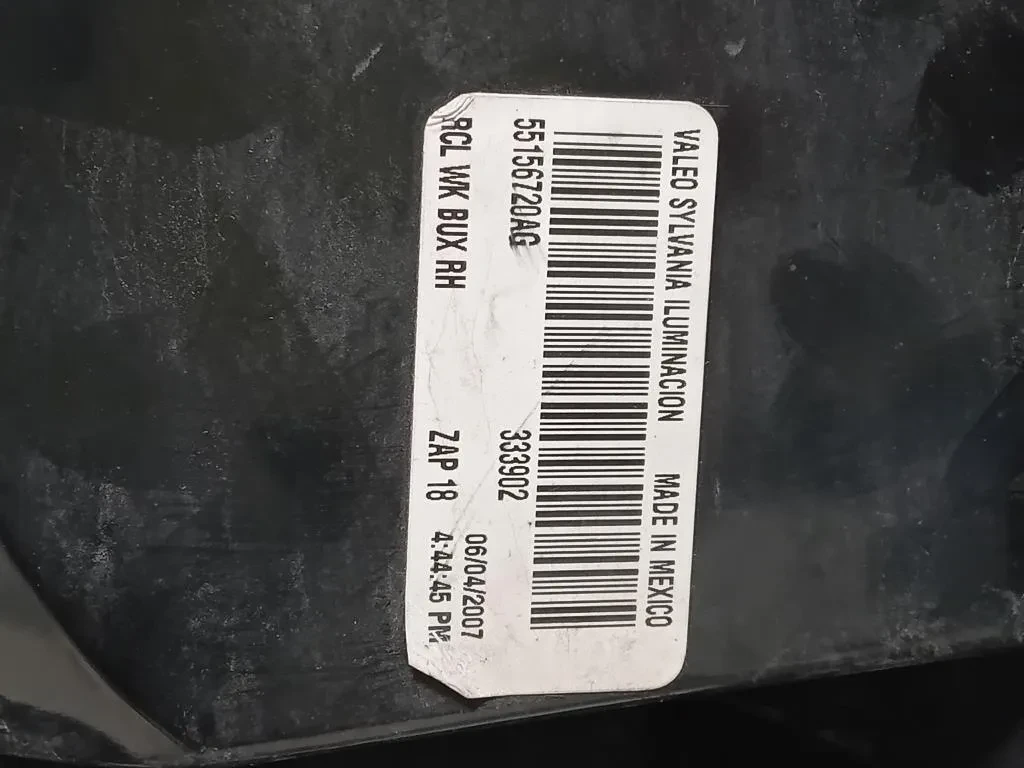 VALEO SYLVANIA ILUMINACION MADE IN MEXICO
55156720AG 333902
06/04/2007
RCL WK BUX RH ZAP 18 4:44:45 PM